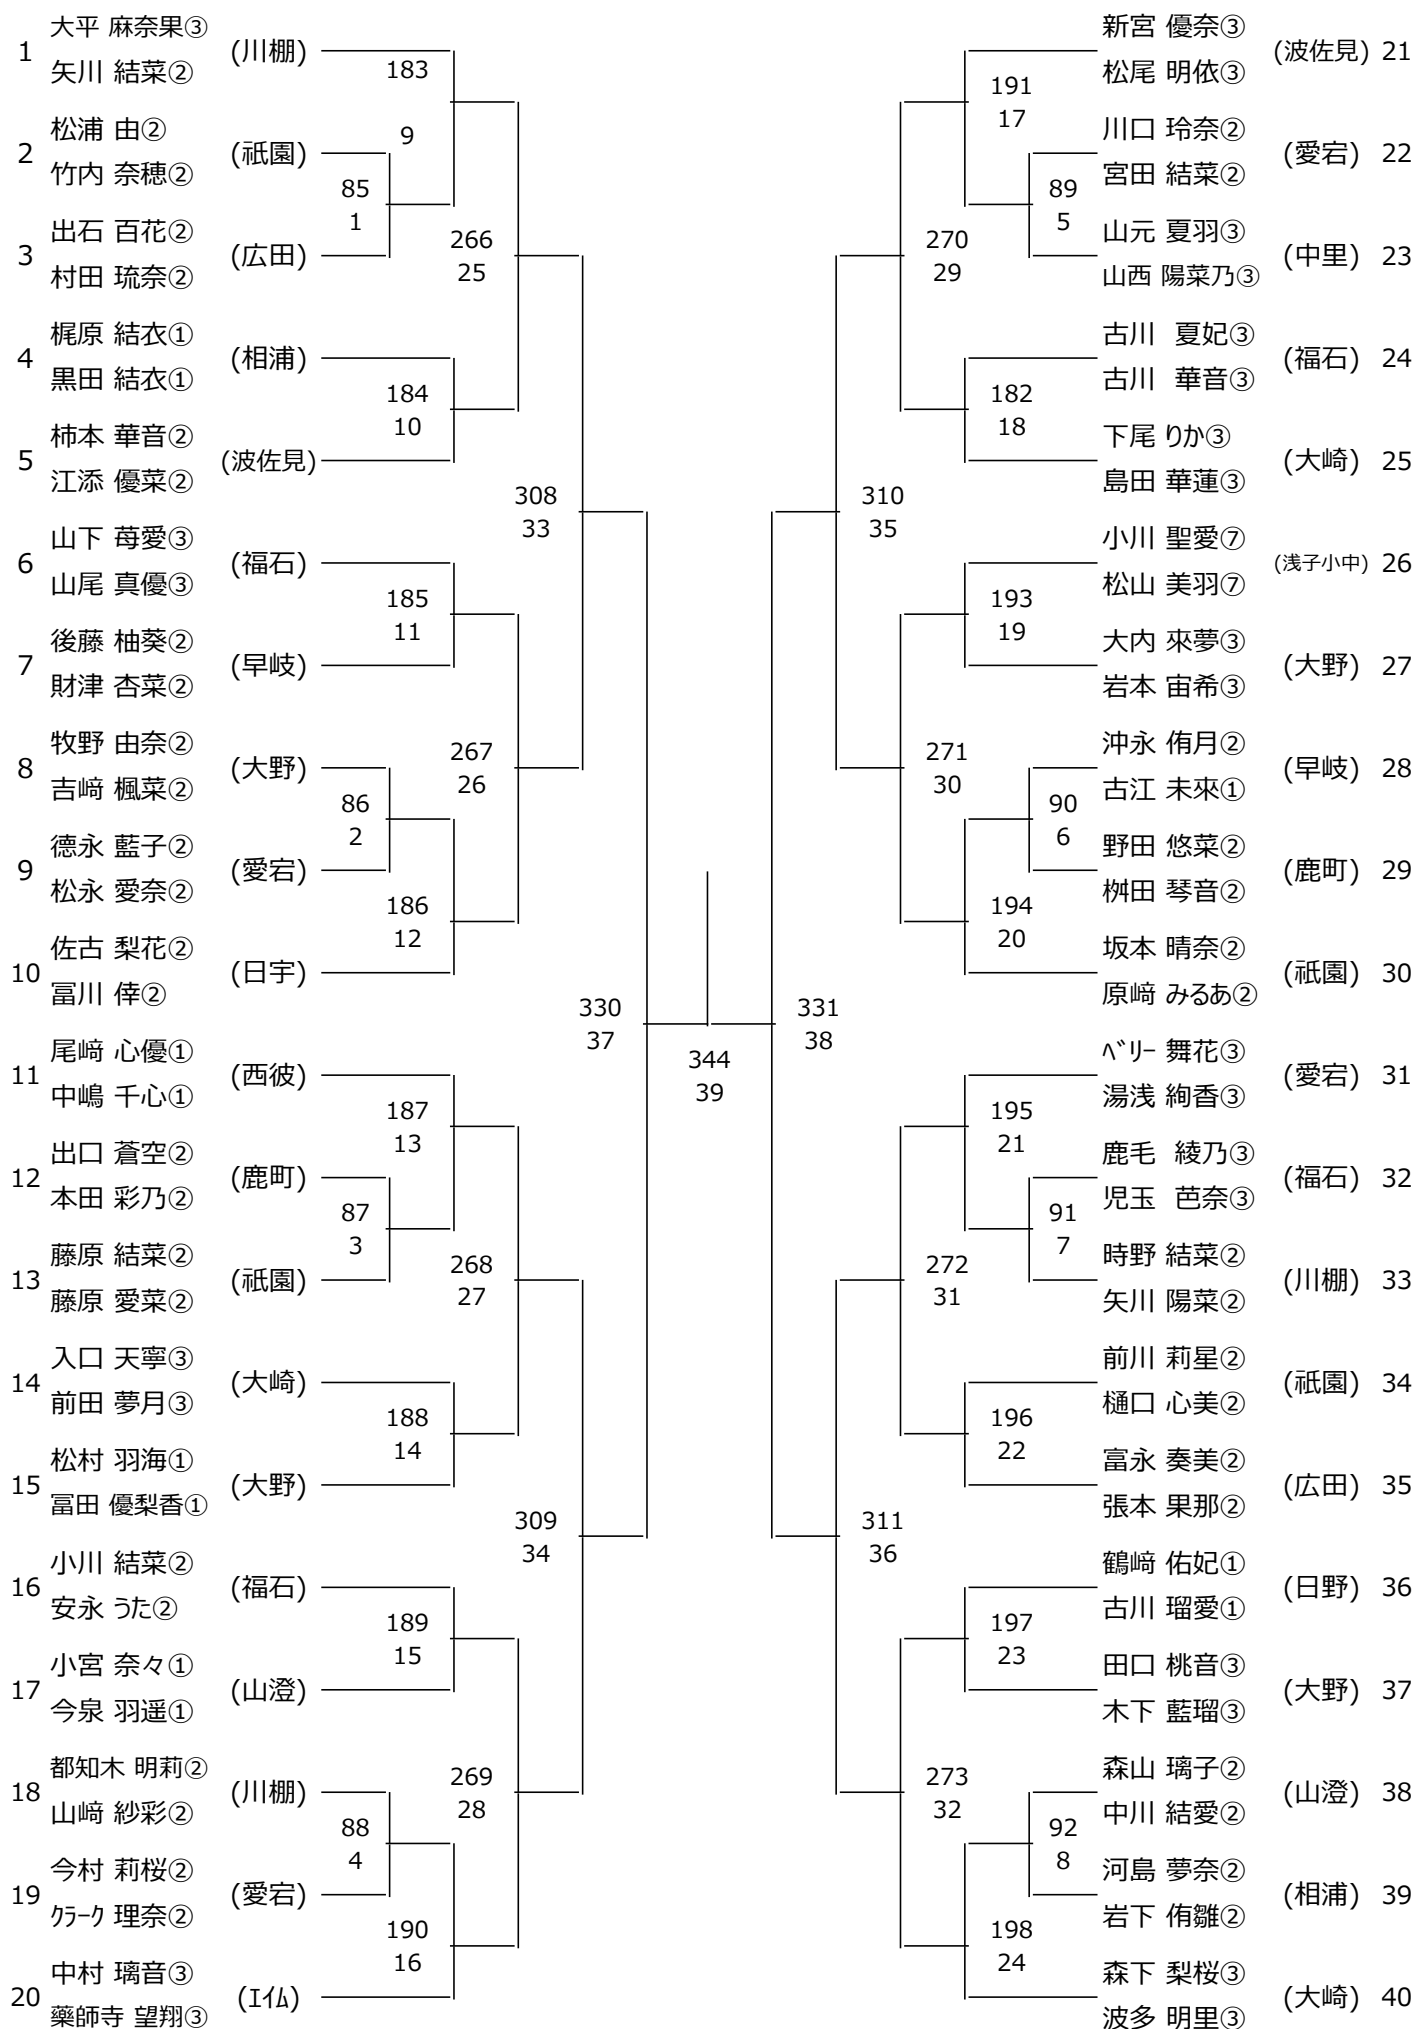 1 大平 麻奈果③ (川棚)
矢川 結菜②
2 松浦 由② (祇園)
竹内 奈穂②
3 出石 百花② (広田)
村田 琉奈②
4 梶原 結衣① (相浦)
黒田 結衣①
5 柿本 華音② (波佐見)
江添 優菜②
6 山下 苺愛③ (福石)
山尾 真優③
7 後藤 柚葵② (早岐)
財津 杏菜②
8 牧野 由奈② (大野)
吉﨑 楓菜②
9 德永 藍子② (愛宕)
松永 愛奈②
10 佐古 梨花② (日宇)
冨川 倖②
11 尾﨑 心優① (西彼)
中嶋 千心①
12 出口 蒼空② (鹿町)
本田 彩乃②
13 藤原 結菜② (祇園)
藤原 愛菜②
14 入口 天寧③ (大崎)
前田 夢月③
15 松村 羽海① (大野)
冨田 優梨香①
16 小川 結菜② (福石)
安永 うた②
17 小宮 奈々① (山澄)
今泉 羽遥①
18 都知木 明莉② (川棚)
山﨑 紗彩②
19 今村 莉桜② (愛宕)
クラーク 理奈②
20 中村 璃音③ (エイム)
藥師寺 望翔③
85
1
86
2
87
3
88
4
183
9
184
10
185
11
186
12
187
13
188
14
189
15
190
16
266
25
267
26
268
27
269
28
308
33
309
34
330
37
344
39
331
38
310
35
311
36
270
29
271
30
272
31
273
32
191
17
182
18
193
19
194
20
195
21
196
22
197
23
198
24
89
5
90
6
91
7
92
8
新宮 優奈③ (波佐見) 21
松尾 明依③
川口 玲奈② (愛宕) 22
宮田 結菜②
山元 夏羽③ (中里) 23
山西 陽菜乃③
古川 夏妃③ (福石) 24
古川 華音③
下尾 りか③ (大崎) 25
島田 華蓮③
小川 聖愛⑦ (浅子小中) 26
松山 美羽⑦
大内 來夢③ (大野) 27
岩本 宙希③
沖永 侑月② (早岐) 28
古江 未來①
野田 悠菜② (鹿町) 29
桝田 琴音②
坂本 晴奈② (祇園) 30
原﨑 みるあ②
ベリー 舞花③ (愛宕) 31
湯浅 絢香③
鹿毛 綾乃③ (福石) 32
児玉 芭奈③
時野 結菜② (川棚) 33
矢川 陽菜②
前川 莉星② (祇園) 34
樋口 心美②
富永 奏美② (広田) 35
張本 果那②
鶴﨑 佑妃① (日野) 36
古川 瑠愛①
田口 桃音③ (大野) 37
木下 藍瑠③
森山 璃子② (山澄) 38
中川 結愛②
河島 夢奈② (相浦) 39
岩下 侑雛②
森下 梨桜③ (大崎) 40
波多 明里③